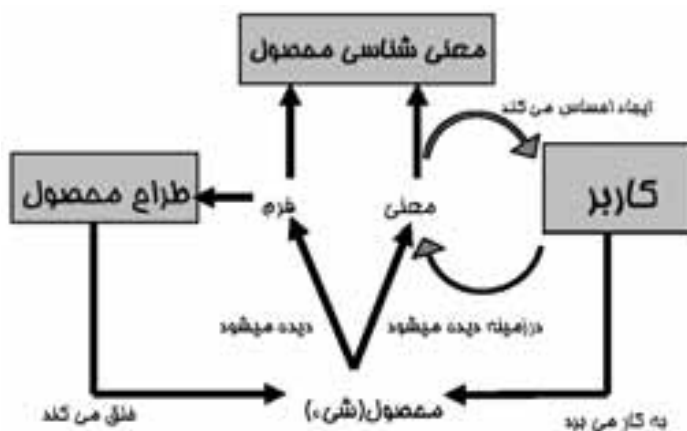 معنی شناسی محصول
ایجاد احساس می کند
کاربر
طراح محصول
فرم
معنی
دیده میشود
درزمینه دیده میشود
محصول(شیء)
خلق می کند
به کار می برد